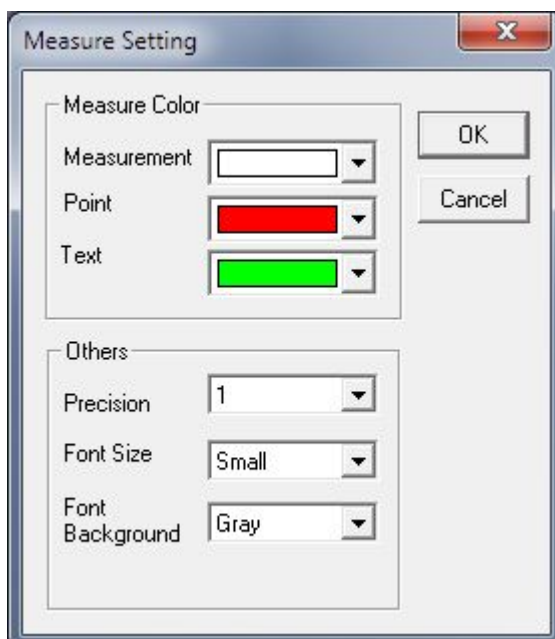 Measure Setting
Measure Color
Measurement
Point
Text
OK
Cancel
Others
Precision
1
Font Size
Small
Font
Background
Gray